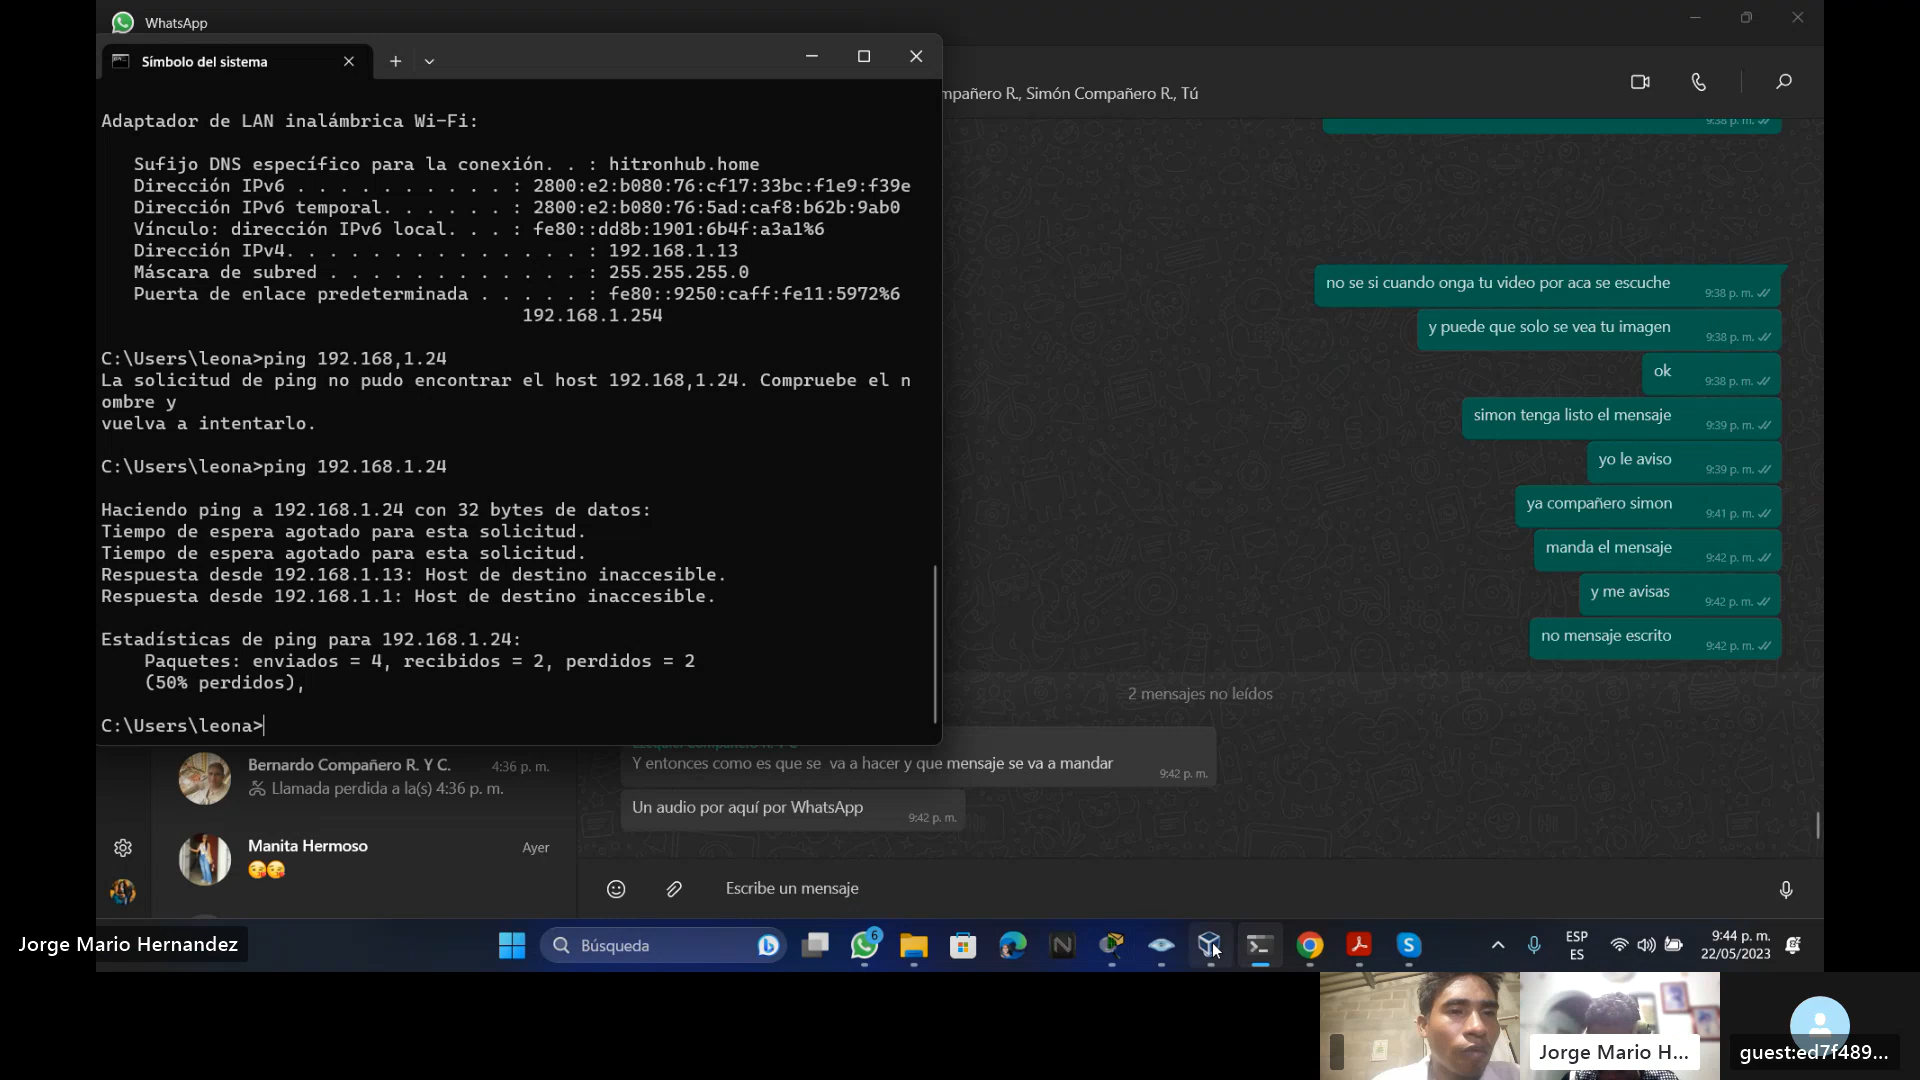 WhatsApp
Símbolo del sistema
Adaptador de LAN inalámbrica Wi-Fi:
Sufijo DNS específico para la conexión. . : hitronhub.home
Dirección IPv6 . . . . . . . . . . : 2800:e2:b080:76:cf17:33bc:f1e9:f39e
Dirección IPv6 temporal. . . . . . : 2800:e2:b080:76:5ad:caf8:b62b:9ab0
Vínculo: dirección IPv6 local. . . : fe80::dd8b:1901:6b4f:a3a1%6
Dirección IPv4. . . . . . . . . . . . . . : 192.168.1.13
Máscara de subred . . . . . . . . . . . . : 255.255.255.0
Puerta de enlace predeterminada . . . . . : fe80::9250:caff:fe11:5972%6
192.168.1.254
C:\Users\leona>ping 192.168,1.24
La solicitud de ping no pudo encontrar el host 192.168,1.24. Compruebe el n
ombre y
vuelva a intentarlo.
C:\Users\leona>ping 192.168.1.24
Haciendo ping a 192.168.1.24 con 32 bytes de datos:
Tiempo de espera agotado para esta solicitud.
Tiempo de espera agotado para esta solicitud.
Respuesta desde 192.168.1.13: Host de destino inaccesible.
Respuesta desde 192.168.1.1: Host de destino inaccesible.
Estadísticas de ping para 192.168.1.24:
Paquetes: enviados = 4, recibidos = 2, perdidos = 2
(50% perdidos),
C:\Users\leona>
mpañero R., Simón Compañero R., Tú
9:38 p. m.
no se si cuando onga tu video por aca se escuche
9:38 p. m.
y puede que solo se vea tu imagen
9:38 p. m.
ok
9:38 p. m.
simon tenga listo el mensaje
9:39 p. m.
yo le aviso
9:39 p. m.
ya compañero simon
9:41 p. m.
manda el mensaje
9:42 p. m.
y me avisas
9:42 p. m.
no mensaje escrito
9:42 p. m.
2 mensajes no leídos
Y entonces como es que se va a hacer y que mensaje se va a mandar
9:42 p. m.
Un audio por aquí por WhatsApp
9:42 p. m.
Bernardo Compañero R. Y C. 4:36 p. m.
Llamada perdida a la(s) 4:36 p. m.
Manita Hermoso Ayer
Escribe un mensaje
Jorge Mario Hernandez
Búsqueda
6
ESP
ES
9:44 p. m.
22/05/2023
Jorge Mario H...
guest:ed7f489...